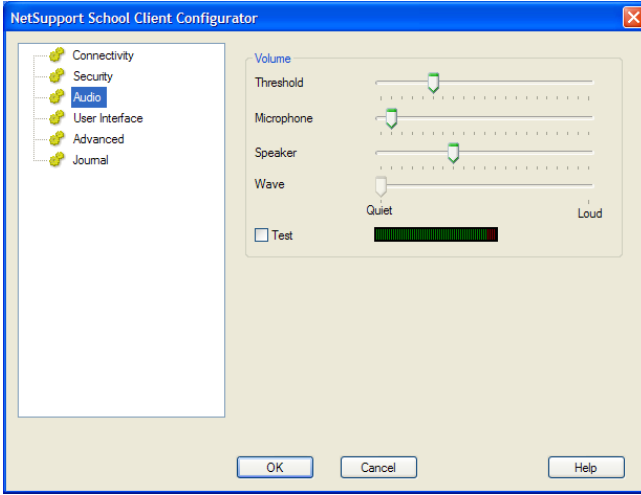 NetSupport School Client Configurator
Connectivity
Security
Audio
User Interface
Advanced
Journal
Volume
Threshold
Microphone
Speaker
Wave
Quiet
Loud
Test
OK
Cancel
Help